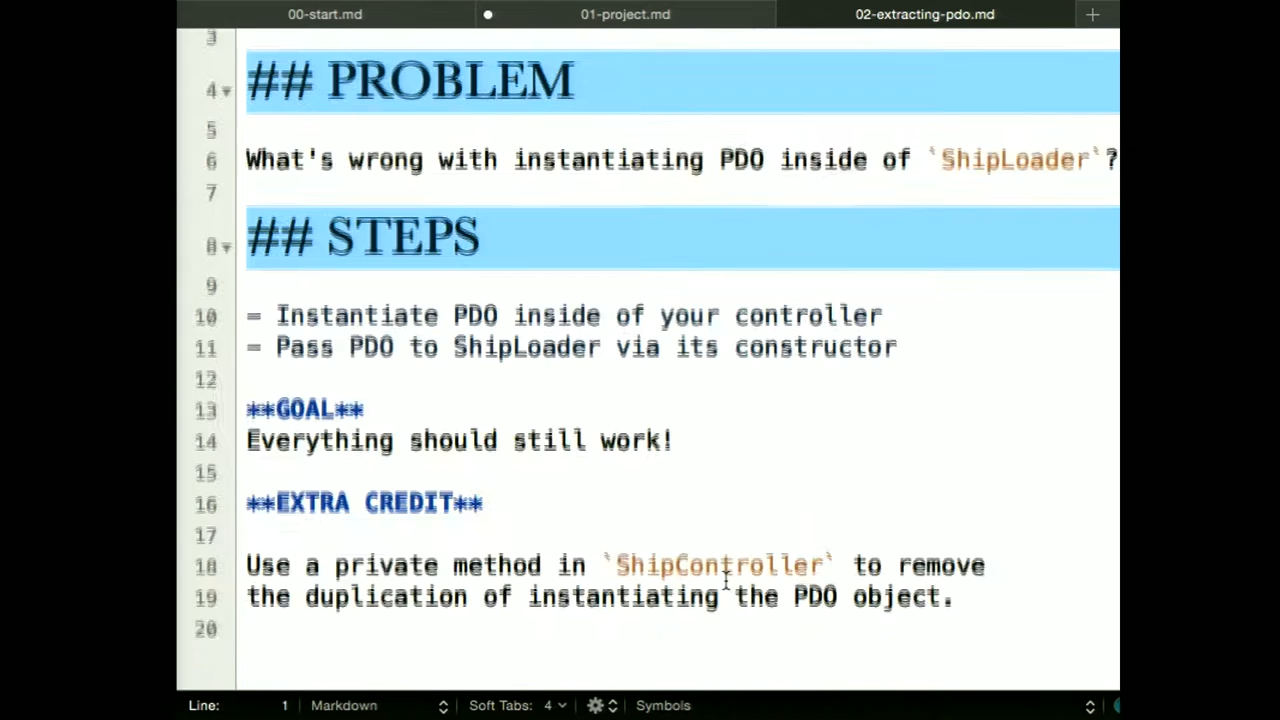 00-start.md
01-project.md
02-extracting-pdo.md
3
4 ## PROBLEM
5
6 What's wrong with instantiating PDO inside of `ShipLoader`?
7
8 ## STEPS
9
10 - Instantiate PDO inside of your controller
11 - Pass PDO to ShipLoader via its constructor
12
13 **GOAL**
14 Everything should still work!
15
16 **EXTRA CREDIT**
17
18 Use a private method in `ShipController` to remove
19 the duplication of instantiating the PDO object.
20
Line: 1 Markdown Soft Tabs: 4 Symbols